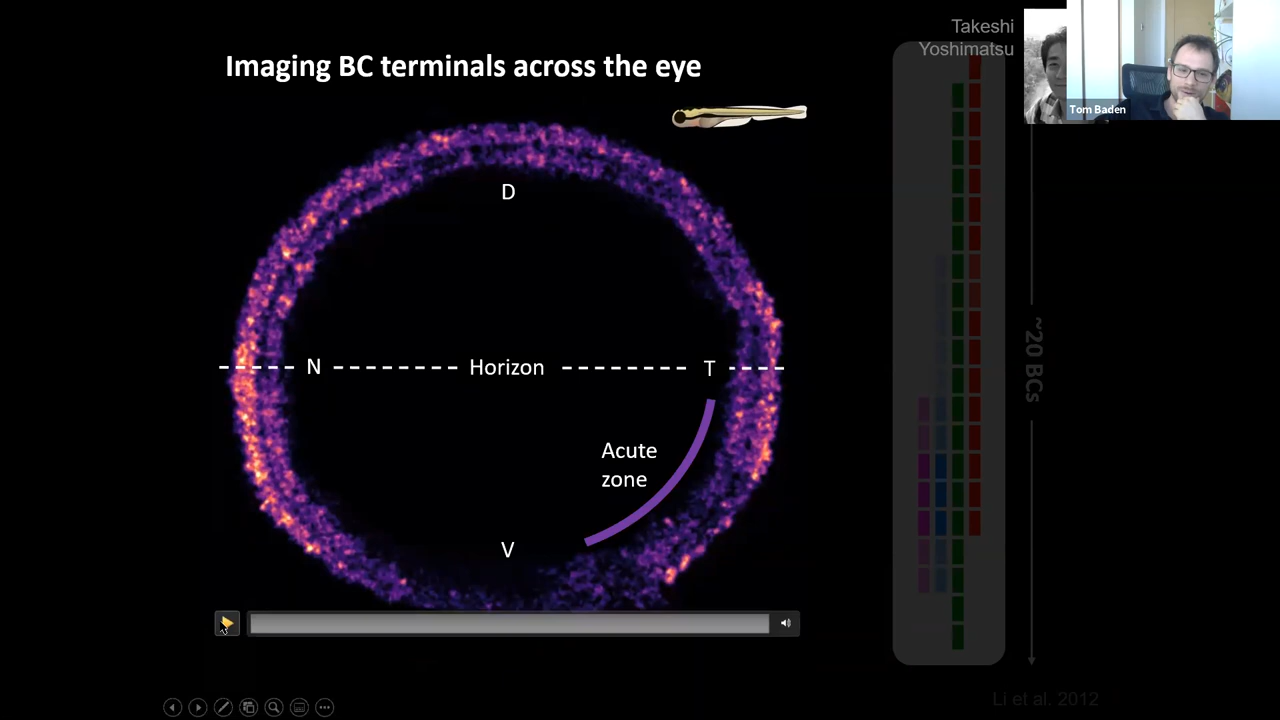 Takeshi
Yoshimatsu
Imaging BC terminals across the eye
Tom Baden
D
N
Horizon
T
~20 BCs
Acute
zone
V
Li et al. 2012